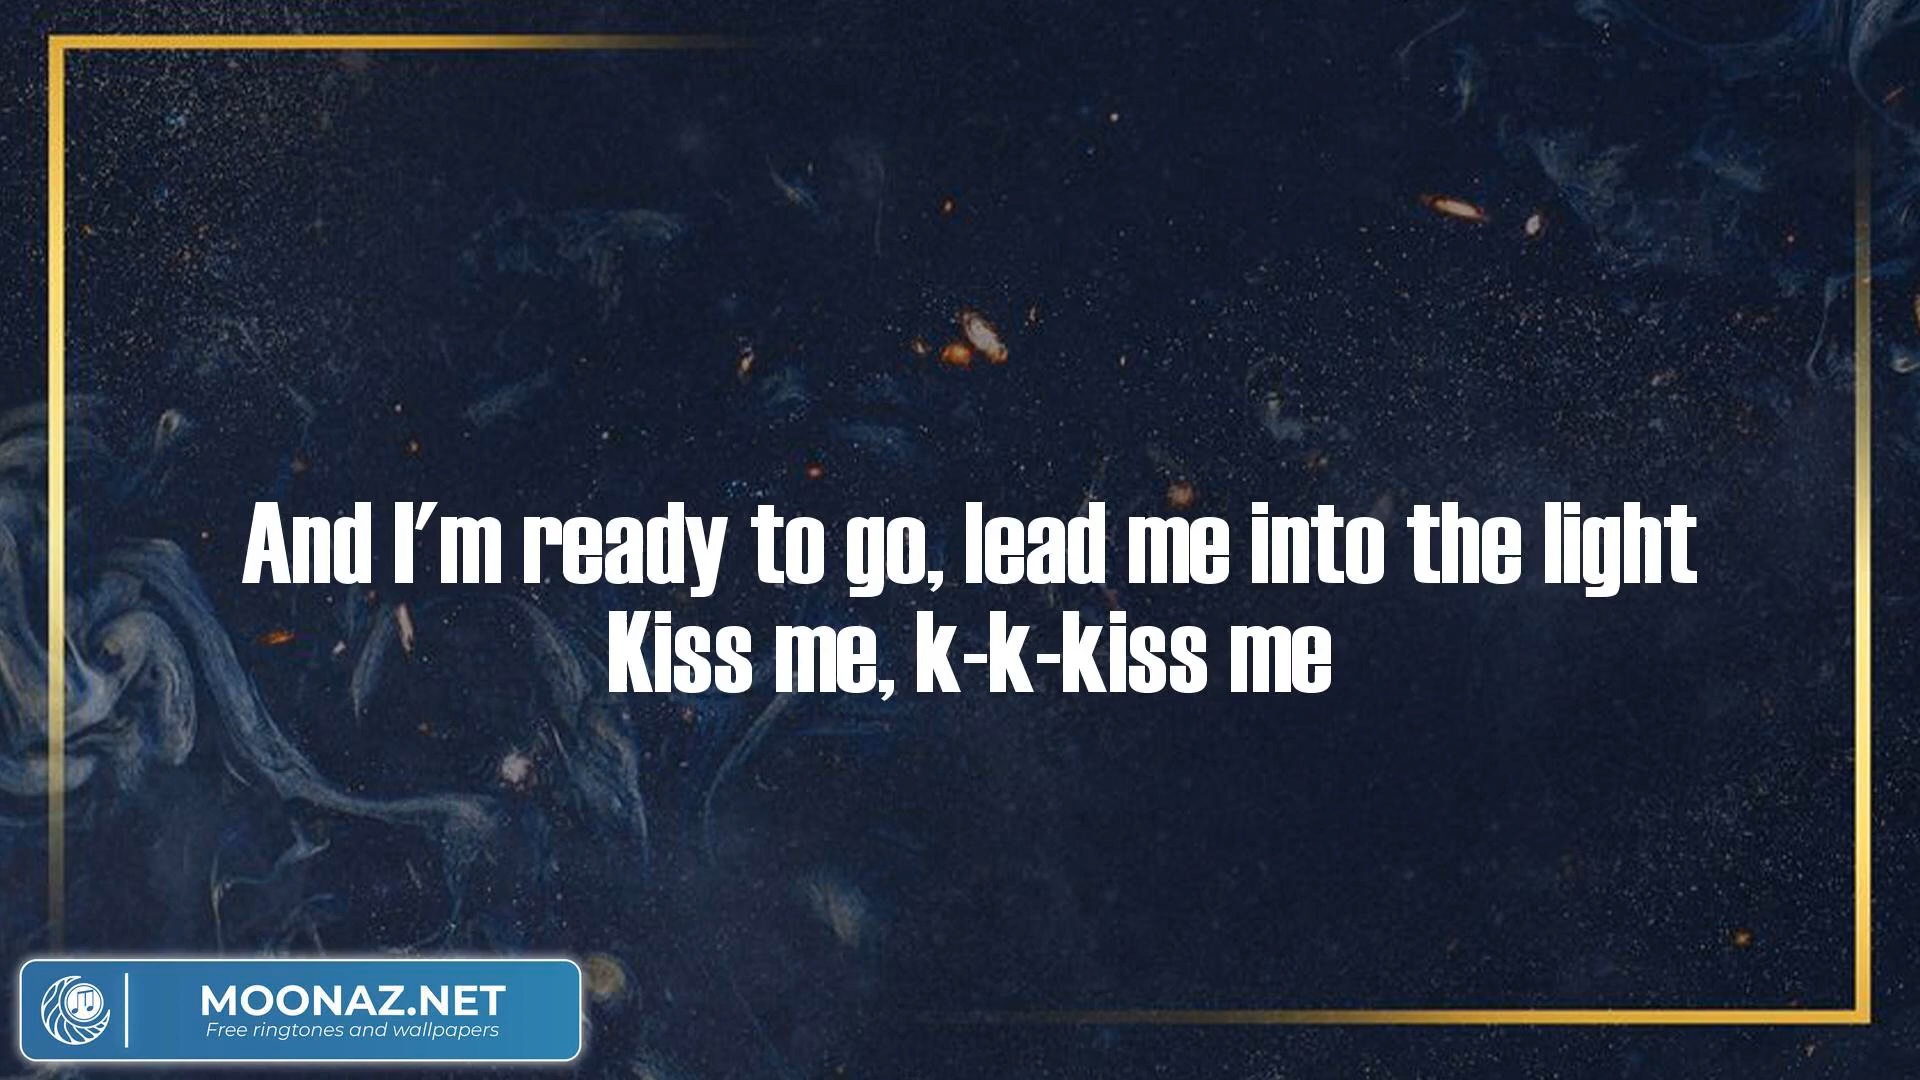 And I'm ready to go, lead me into the light
Kiss me, k-k-kiss me
MOONAZ.NET
Free ringtones and wallpapers